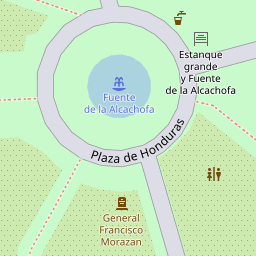 Estanque
grande
y Fuente
de la Alcachofa
Fuente
de la Alcachofa
Plaza de Honduras
General
Francisco
Morazan